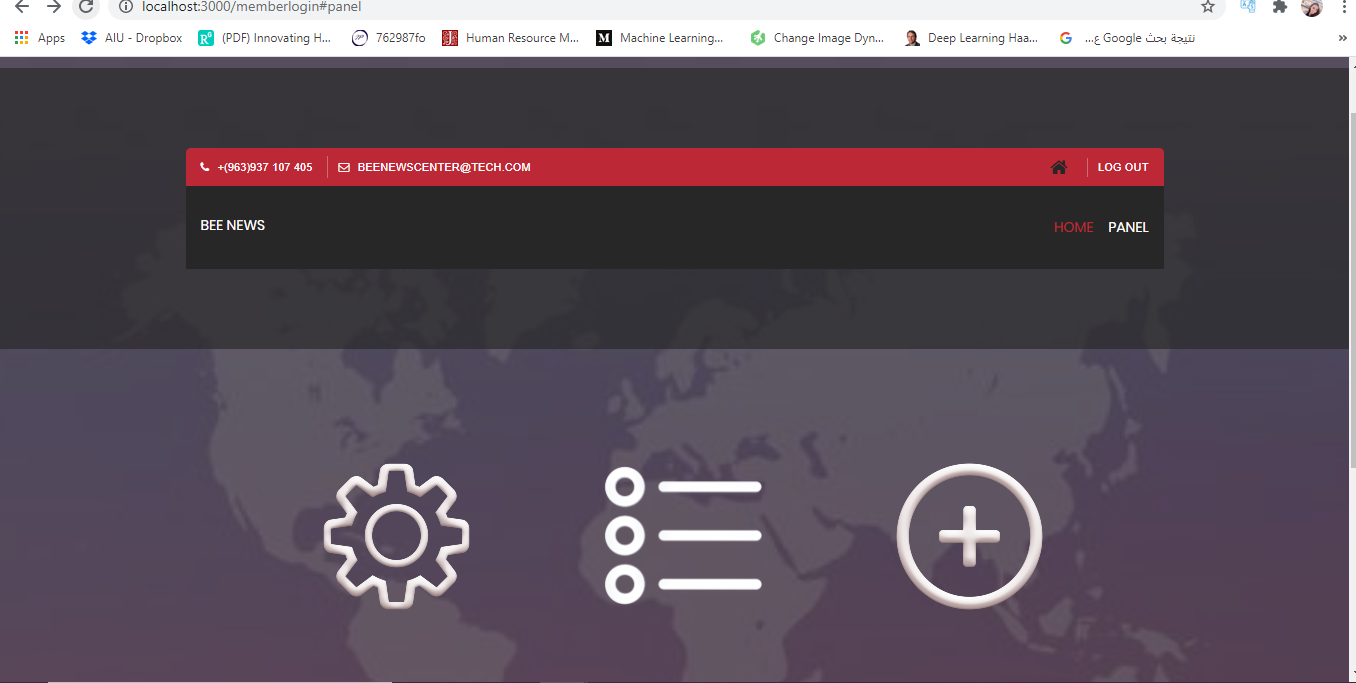 localhost:3000/memberlogin#panel
Apps AIU - Dropbox (PDF) Innovating H... 762987fo Human Resource M... Machine Learning... Change Image Dyn... Deep Learning Haa... نتيجة بحث Google ع...
+(963)937 107 405 BEENEWSCENTER@TECH.COM LOG OUT
BEE NEWS HOME PANEL